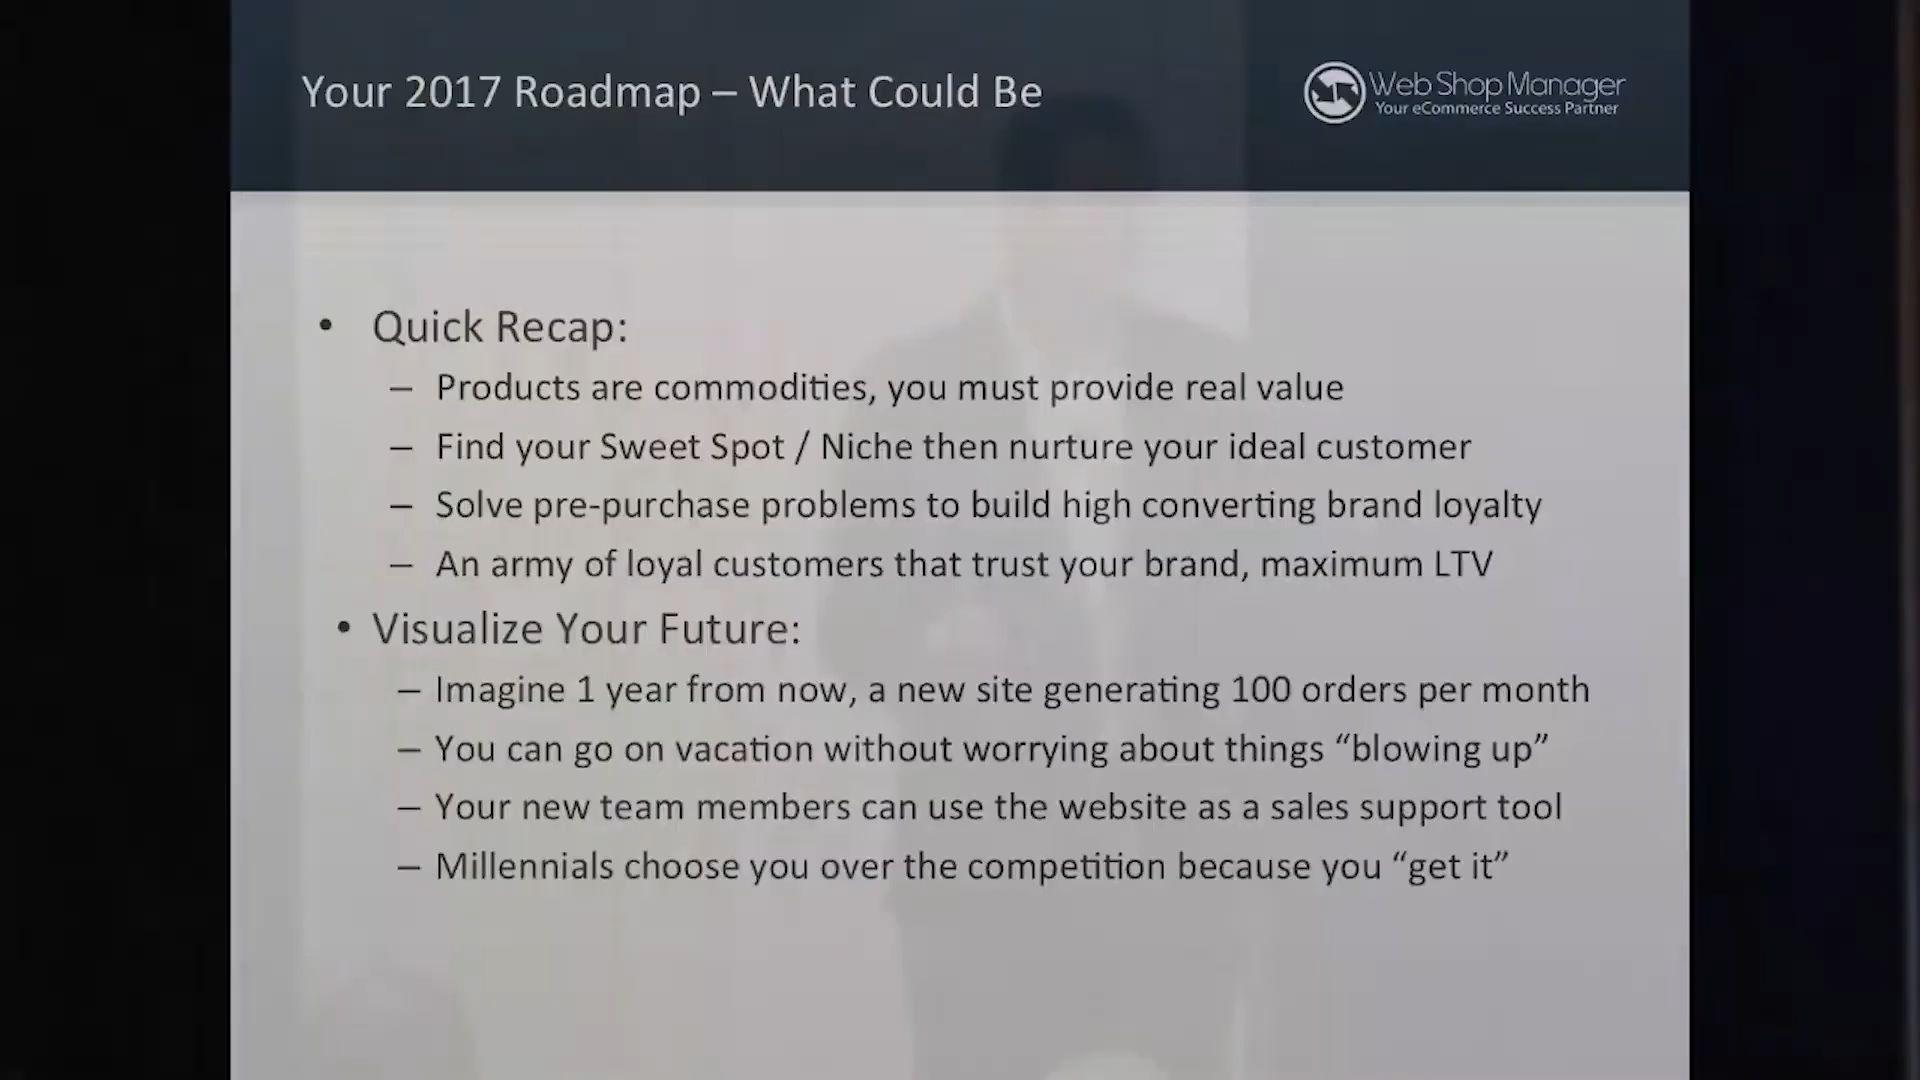 Your 2017 Roadmap – What Could Be
Web Shop Manager
Your eCommerce Success Partner
• Quick Recap:
– Products are commodities, you must provide real value
– Find your Sweet Spot / Niche then nurture your ideal customer
– Solve pre-purchase problems to build high converting brand loyalty
– An army of loyal customers that trust your brand, maximum LTV
• Visualize Your Future:
– Imagine 1 year from now, a new site generating 100 orders per month
– You can go on vacation without worrying about things “blowing up”
– Your new team members can use the website as a sales support tool
– Millennials choose you over the competition because you “get it”